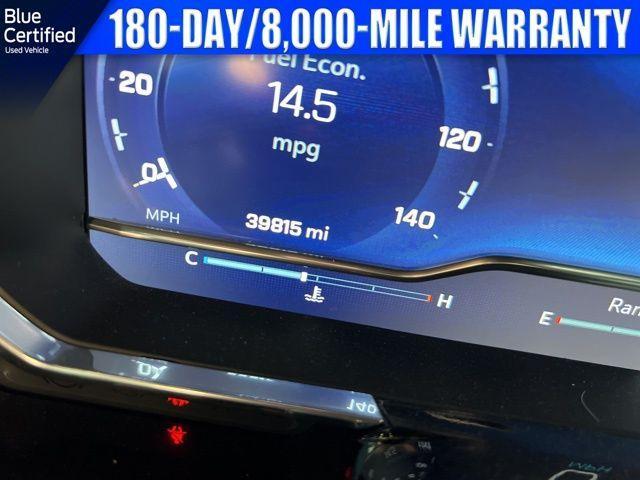 Blue
Certified
Used Vehicle
180-DAY/8,000-MILE WARRANTY
Fuel Econ.
14.5
mpg
20
0
MPH
39815 mi
120
140
C
H
E
Ran
140